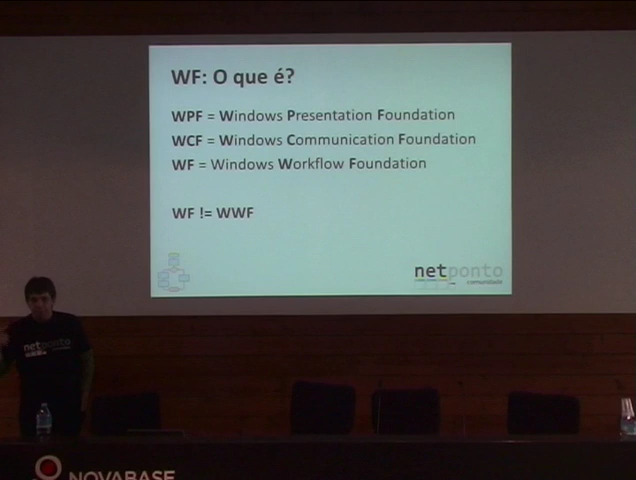 WF: O que é?
WPF = Windows Presentation Foundation
WCF = Windows Communication Foundation
WF = Windows Workflow Foundation
WF != WWF
netponto
comunidade
netponto
NOVABASE